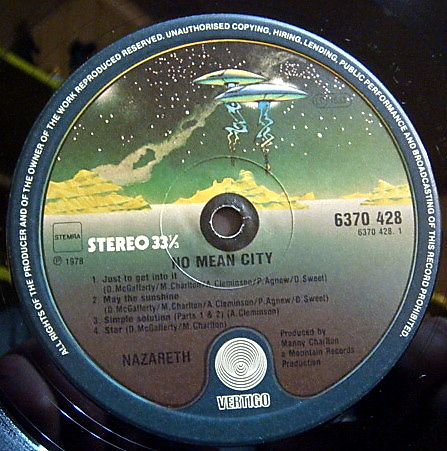 ALL RIGHTS OF THE PRODUCER AND OF THE OWNER OF THE WORK REPRODUCED RESERVED. UNAUTHORISED COPYING, HIRING, LENDING, PUBLIC PERFORMANCE AND BROADCASTING OF THIS RECORD PROHIBITED.
STEMRA
STEREO 33⅓
6370 428
6370 428. 1
℗ 1978
NO MEAN CITY
1. Just to get into it
(D.McGafferty/M.Charlton/A.Cleminson/P.Agnew/D.Sweet)
2. May the sunshine
(D.McGafferty/M.Charlton/A.Cleminson/P.Agnew/D.Sweet)
3. Simple solution (Parts 1 & 2) (A.Cleminson)
4. Star (D.McGafferty/M.Charlton)
NAZARETH
Produced by
Manny Charlton
a Mountain Records
Production
VERTIGO